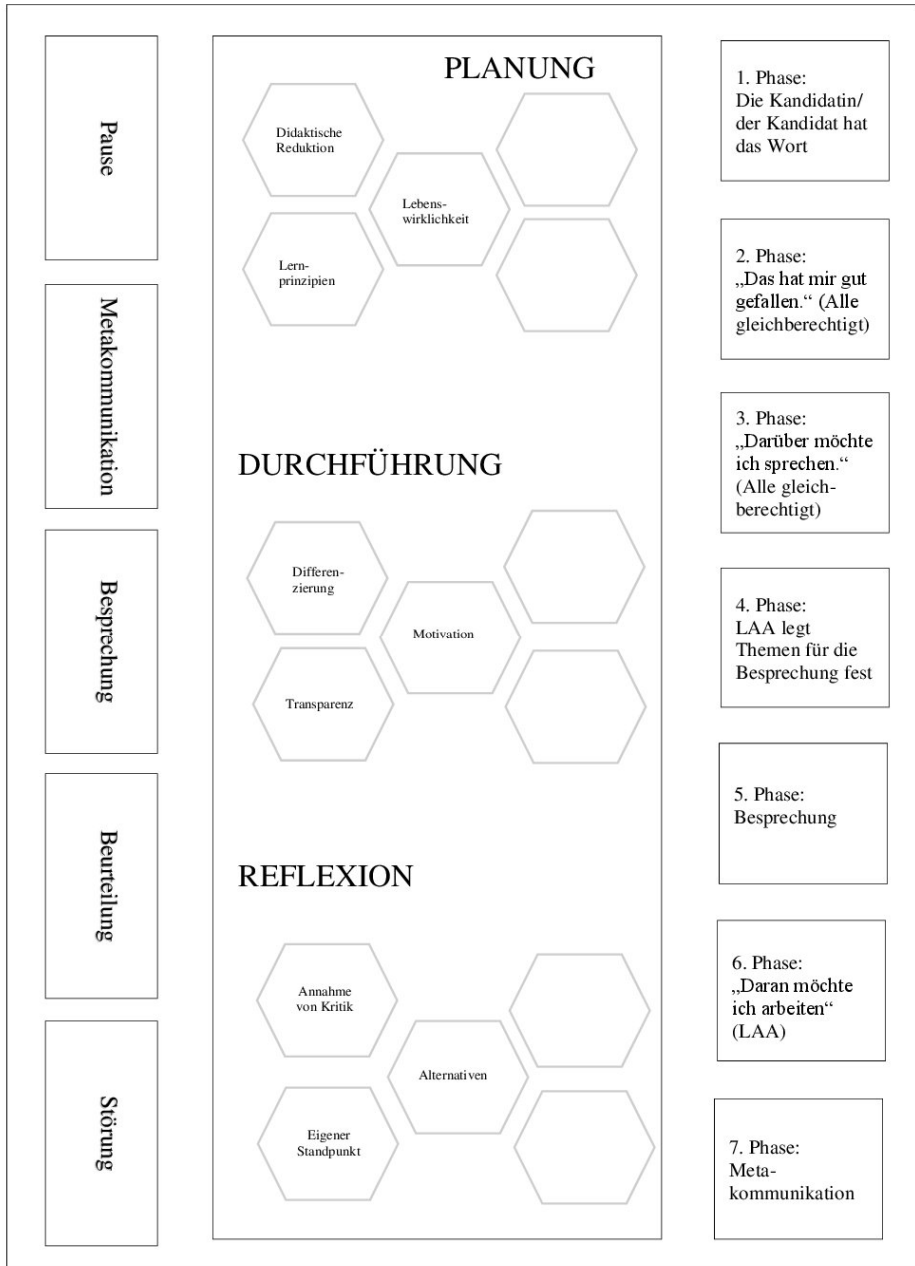 Pause
Metakommunikation
Besprechung
Beurteilung
Störung
PLANUNG
Didaktische
Reduktion
Lebens-
wirklichkeit
Lern-
prinzipien
DURCHFÜHRUNG
Differen-
zierung
Motivation
Transparenz
REFLEXION
Annahme
von Kritik
Alternativen
Eigener
Standpunkt
1. Phase:
Die Kandidatin/
der Kandidat hat
das Wort
2. Phase:
„Das hat mir gut
gefallen.“ (Alle
gleichberechtigt)
3. Phase:
„Darüber möchte
ich sprechen.“
(Alle gleich-
berechtigt)
4. Phase:
LAA legt
Themen für die
Besprechung fest
5. Phase:
Besprechung
6. Phase:
„Daran möchte
ich arbeiten“
(LAA)
7. Phase:
Meta-
kommunikation